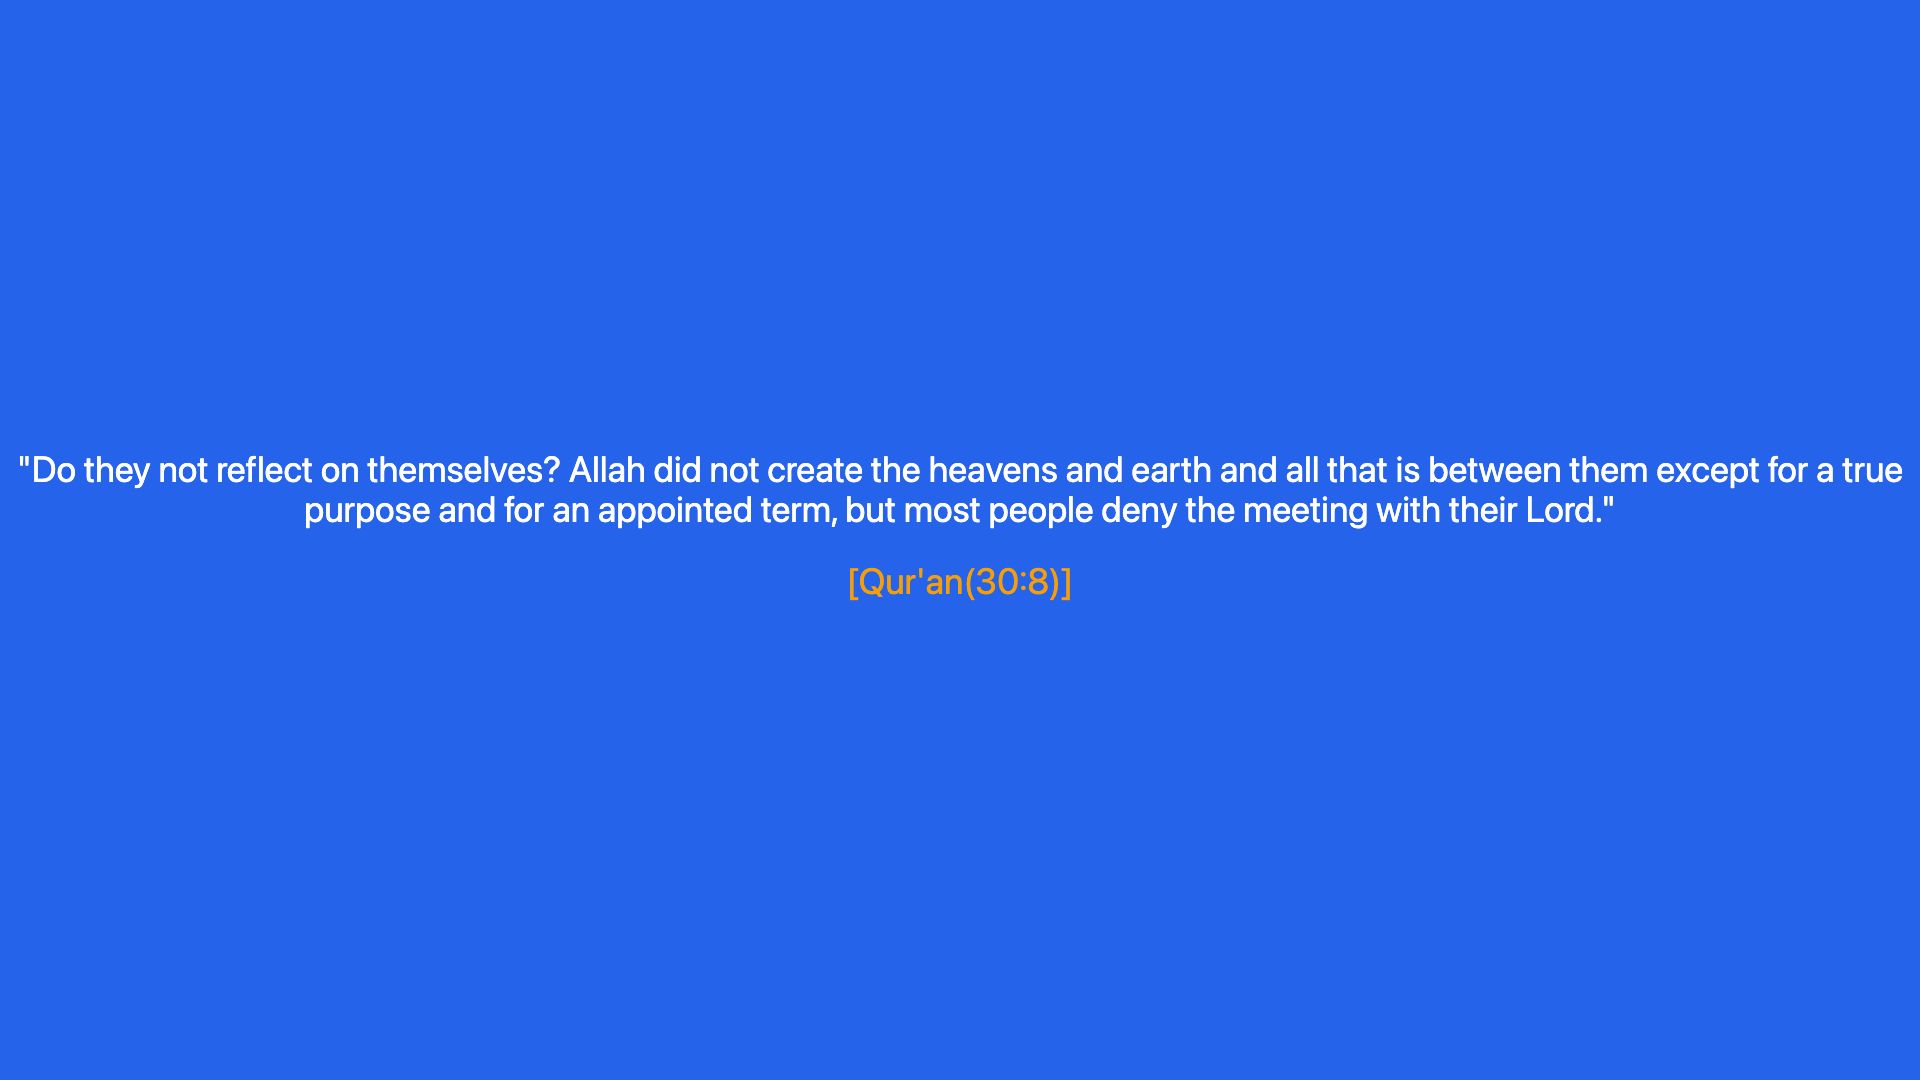 "Do they not reflect on themselves? Allah did not create the heavens and earth and all that is between them except for a true
purpose and for an appointed term, but most people deny the meeting with their Lord."
[Qur'an(30:8)]